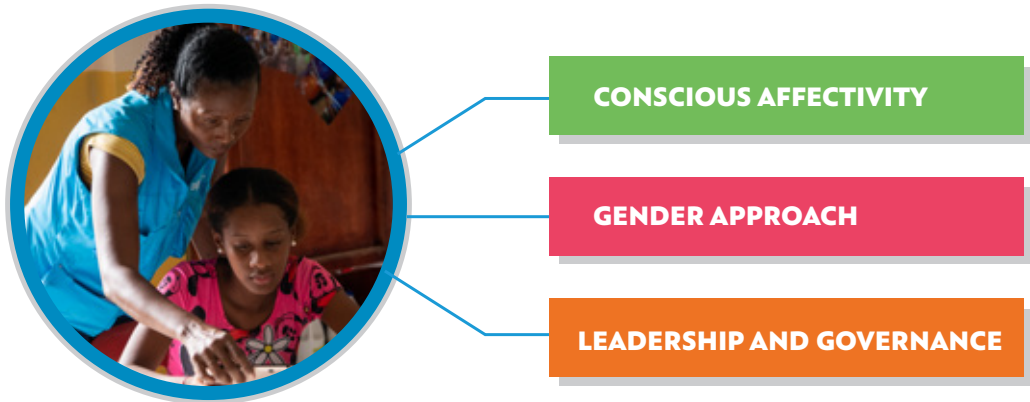 CONSCIOUS AFFECTIVITY
GENDER APPROACH
LEADERSHIP AND GOVERNANCE